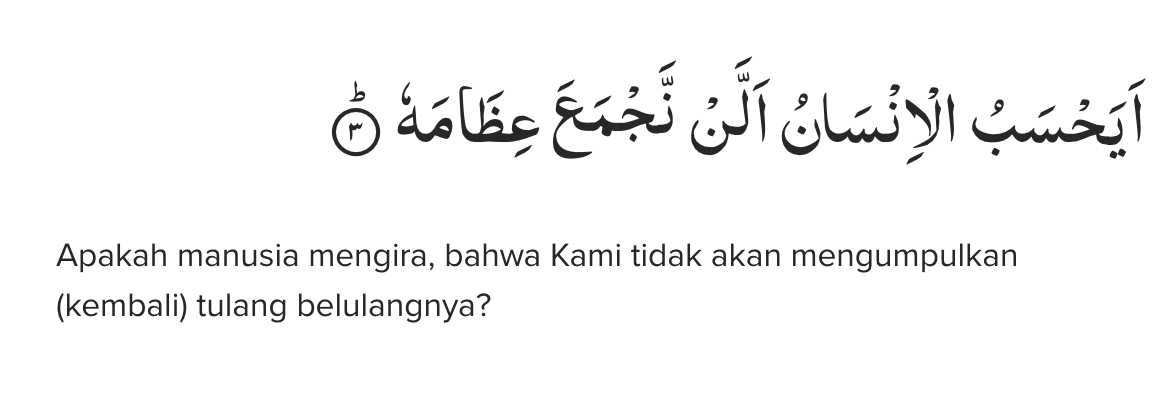 اَيَحْسَبُ الْاِنْسَانُ اَلَّنْ نَّجْمَعَ عِظَامَهٗ ۗ ٣
Apakah manusia mengira, bahwa Kami tidak akan mengumpulkan
(kembali) tulang belulangnya?